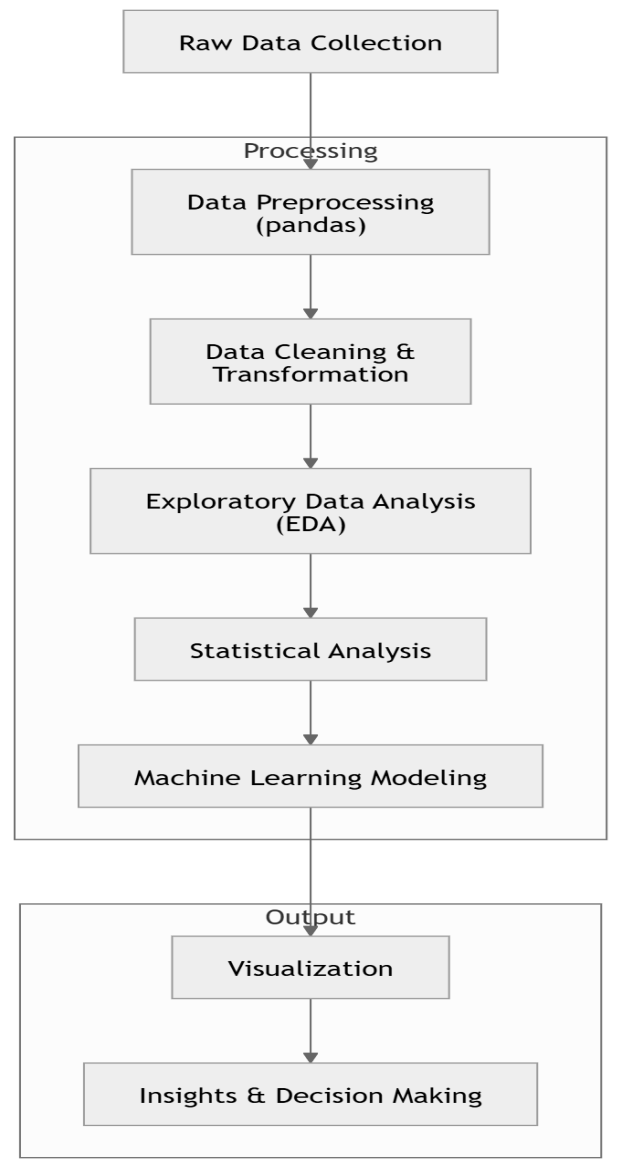 Raw Data Collection
Processing
Data Preprocessing
(pandas)
Data Cleaning &
Transformation
Exploratory Data Analysis
(EDA)
Statistical Analysis
Machine Learning Modeling
Output
Visualization
Insights & Decision Making